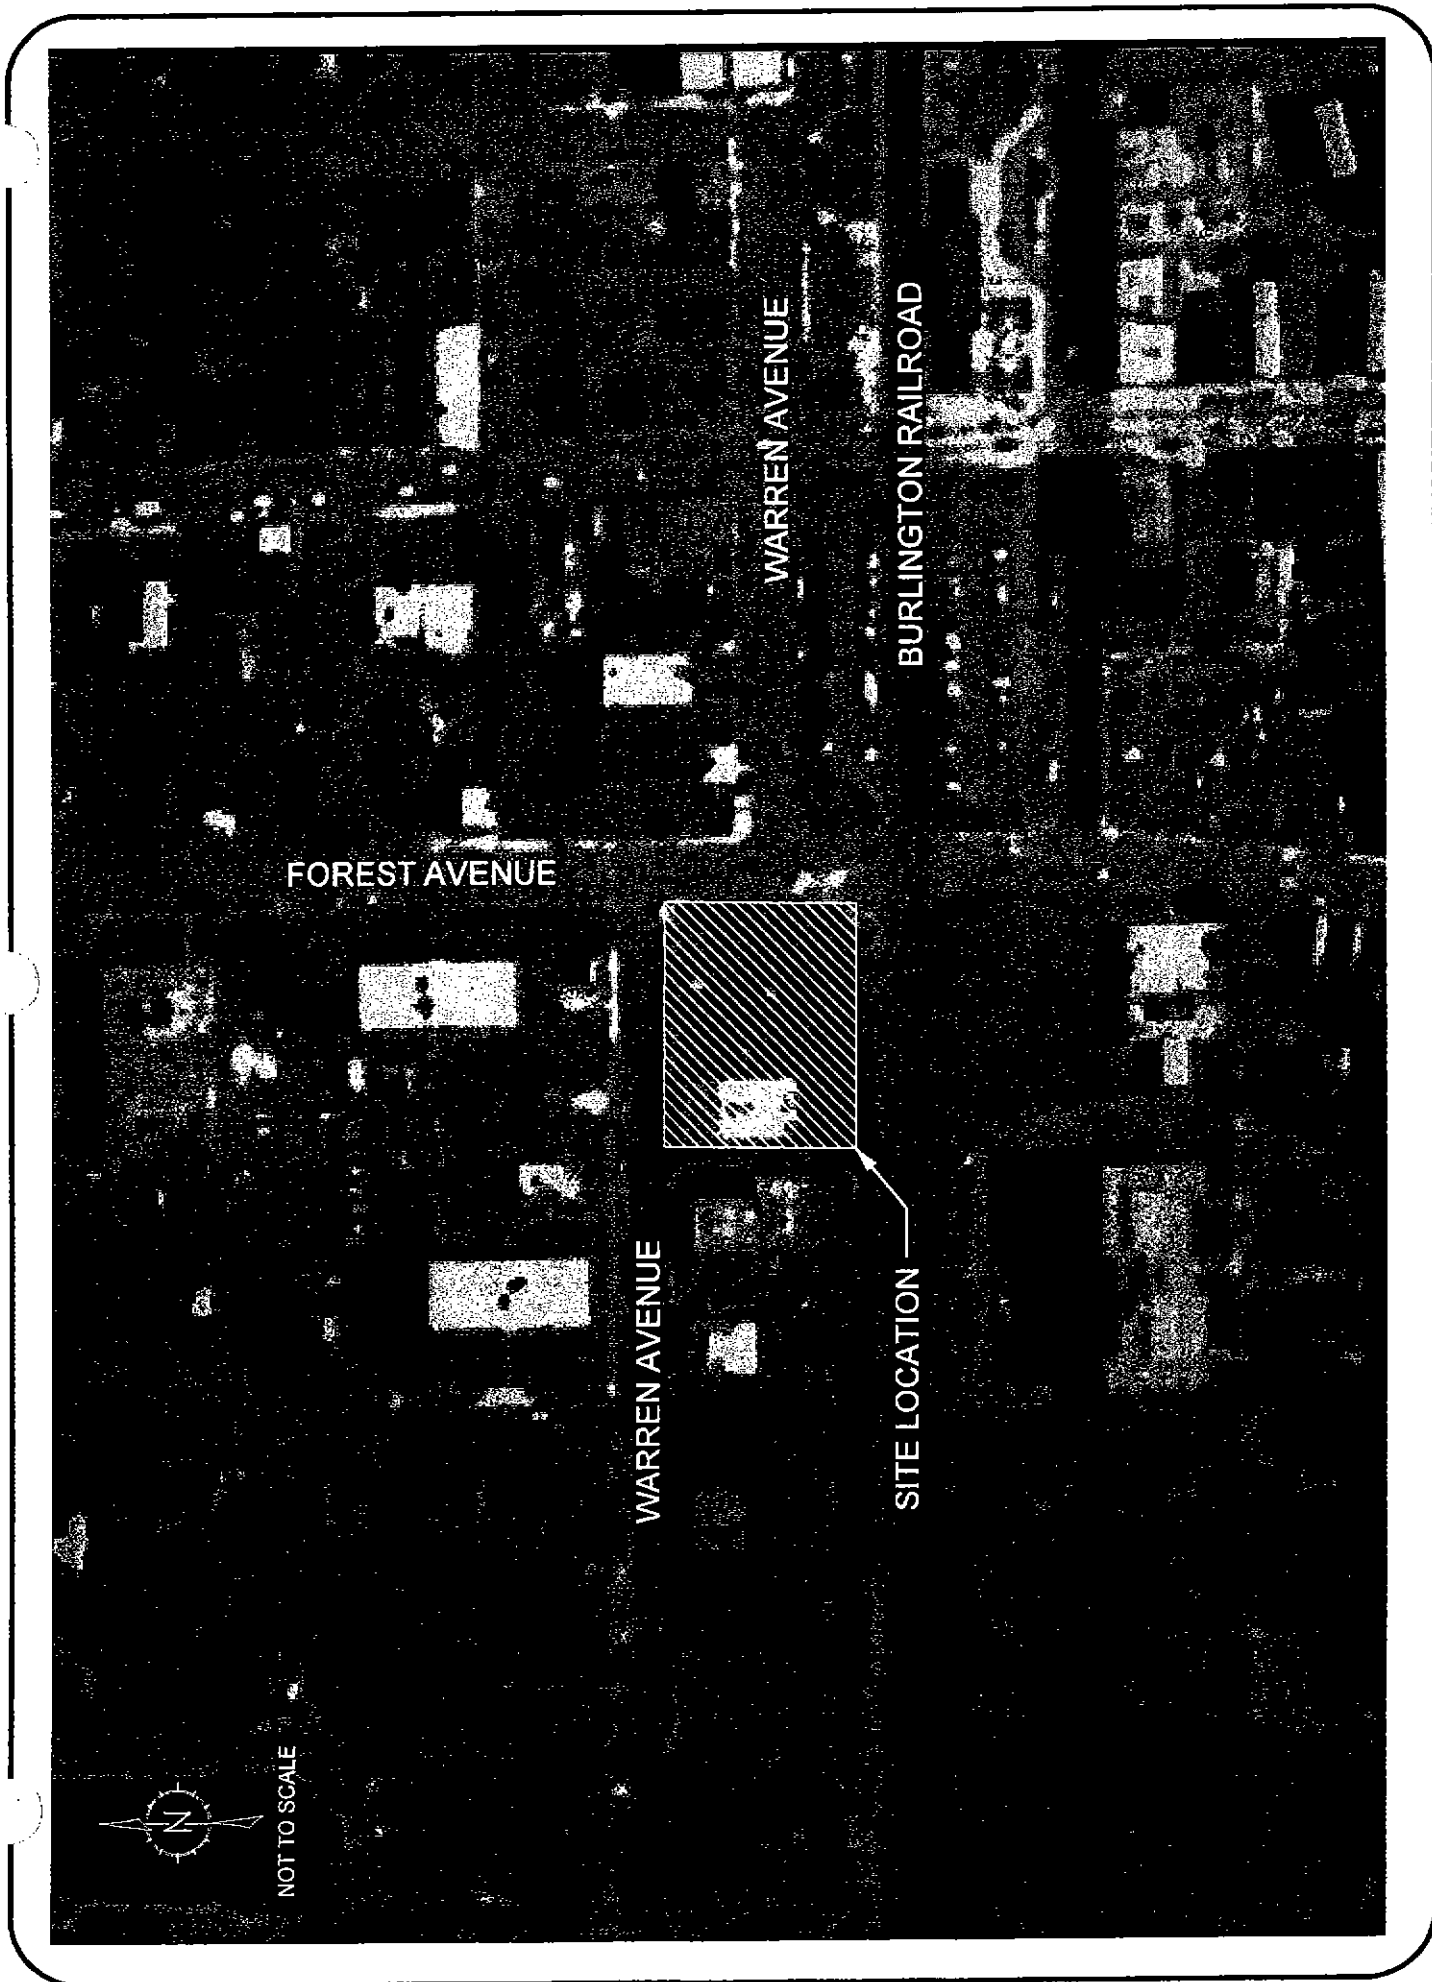 WARREN AVENUE
BURLINGTON RAILROAD
FOREST AVENUE
WARREN AVENUE
SITE LOCATION
N
NOT TO SCALE